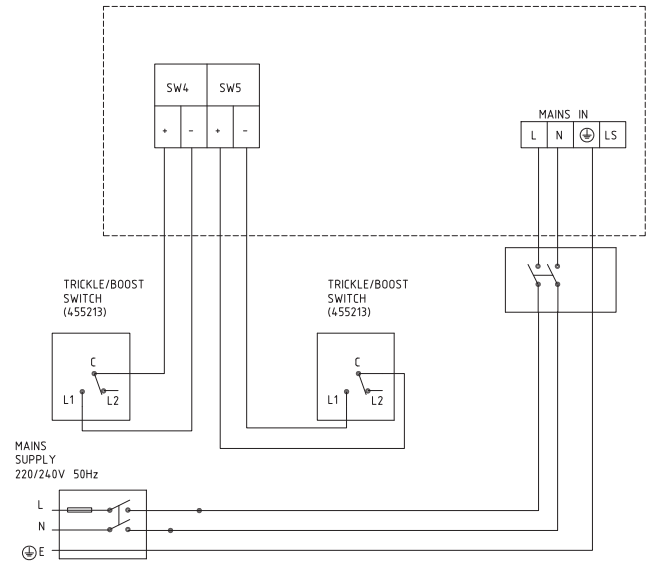 SW4 SW5
+ - + -
MAINS IN
L N LS
TRICKLE/BOOST
SWITCH
(455213)
C
L1 L2
TRICKLE/BOOST
SWITCH
(455213)
C
L1 L2
MAINS
SUPPLY
220/240V 50Hz
L
N
E